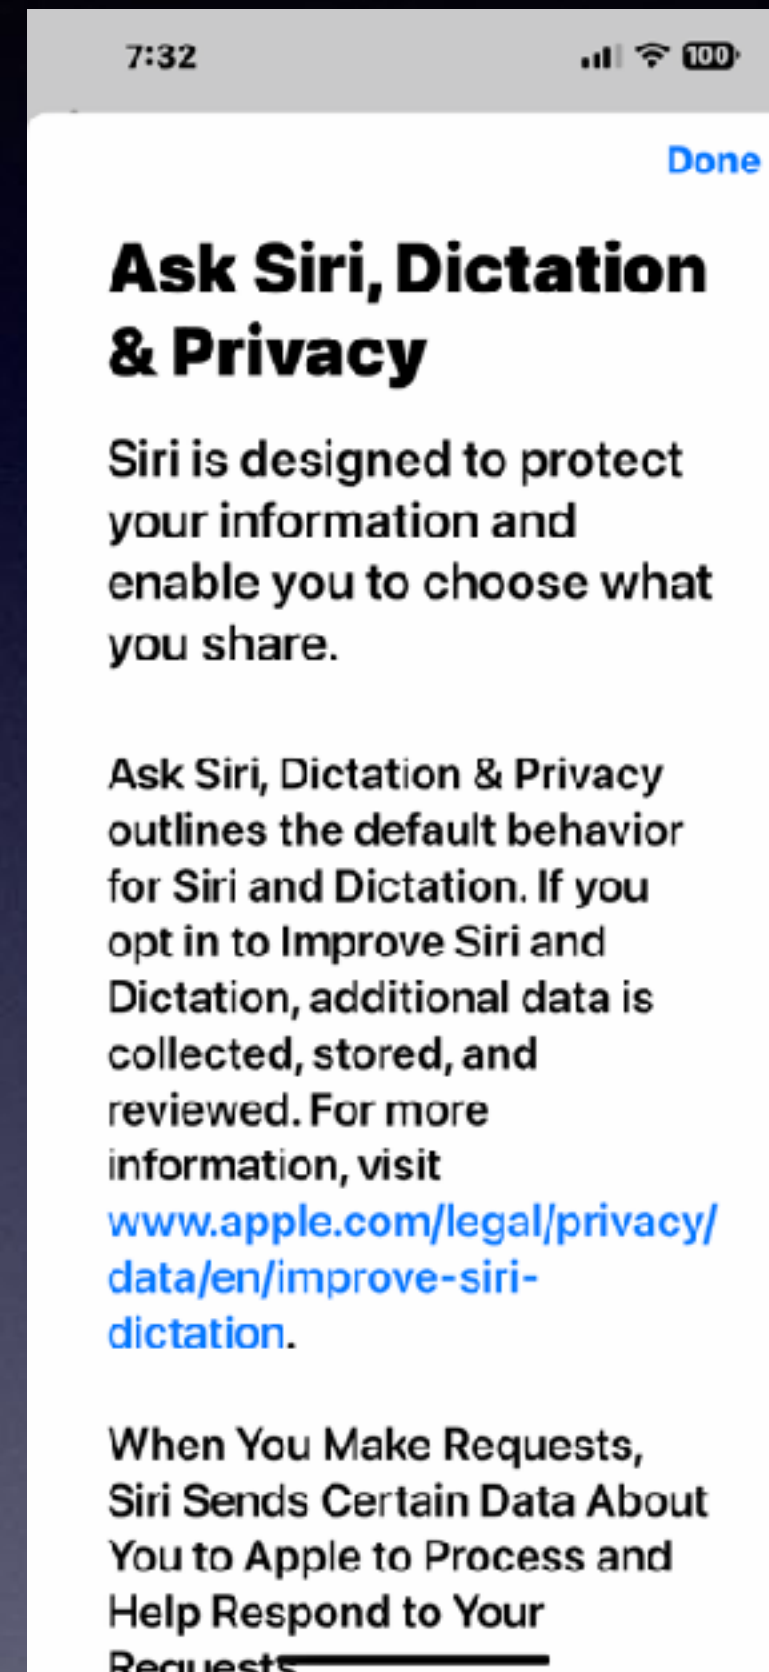 7:32
100
Done
Ask Siri, Dictation
& Privacy
Siri is designed to protect
your information and
enable you to choose what
you share.
Ask Siri, Dictation & Privacy
outlines the default behavior
for Siri and Dictation. If you
opt in to Improve Siri and
Dictation, additional data is
collected, stored, and
reviewed. For more
information, visit
www.apple.com/legal/privacy/
data/en/improve-siri-
dictation.
When You Make Requests,
Siri Sends Certain Data About
You to Apple to Process and
Help Respond to Your
Requests